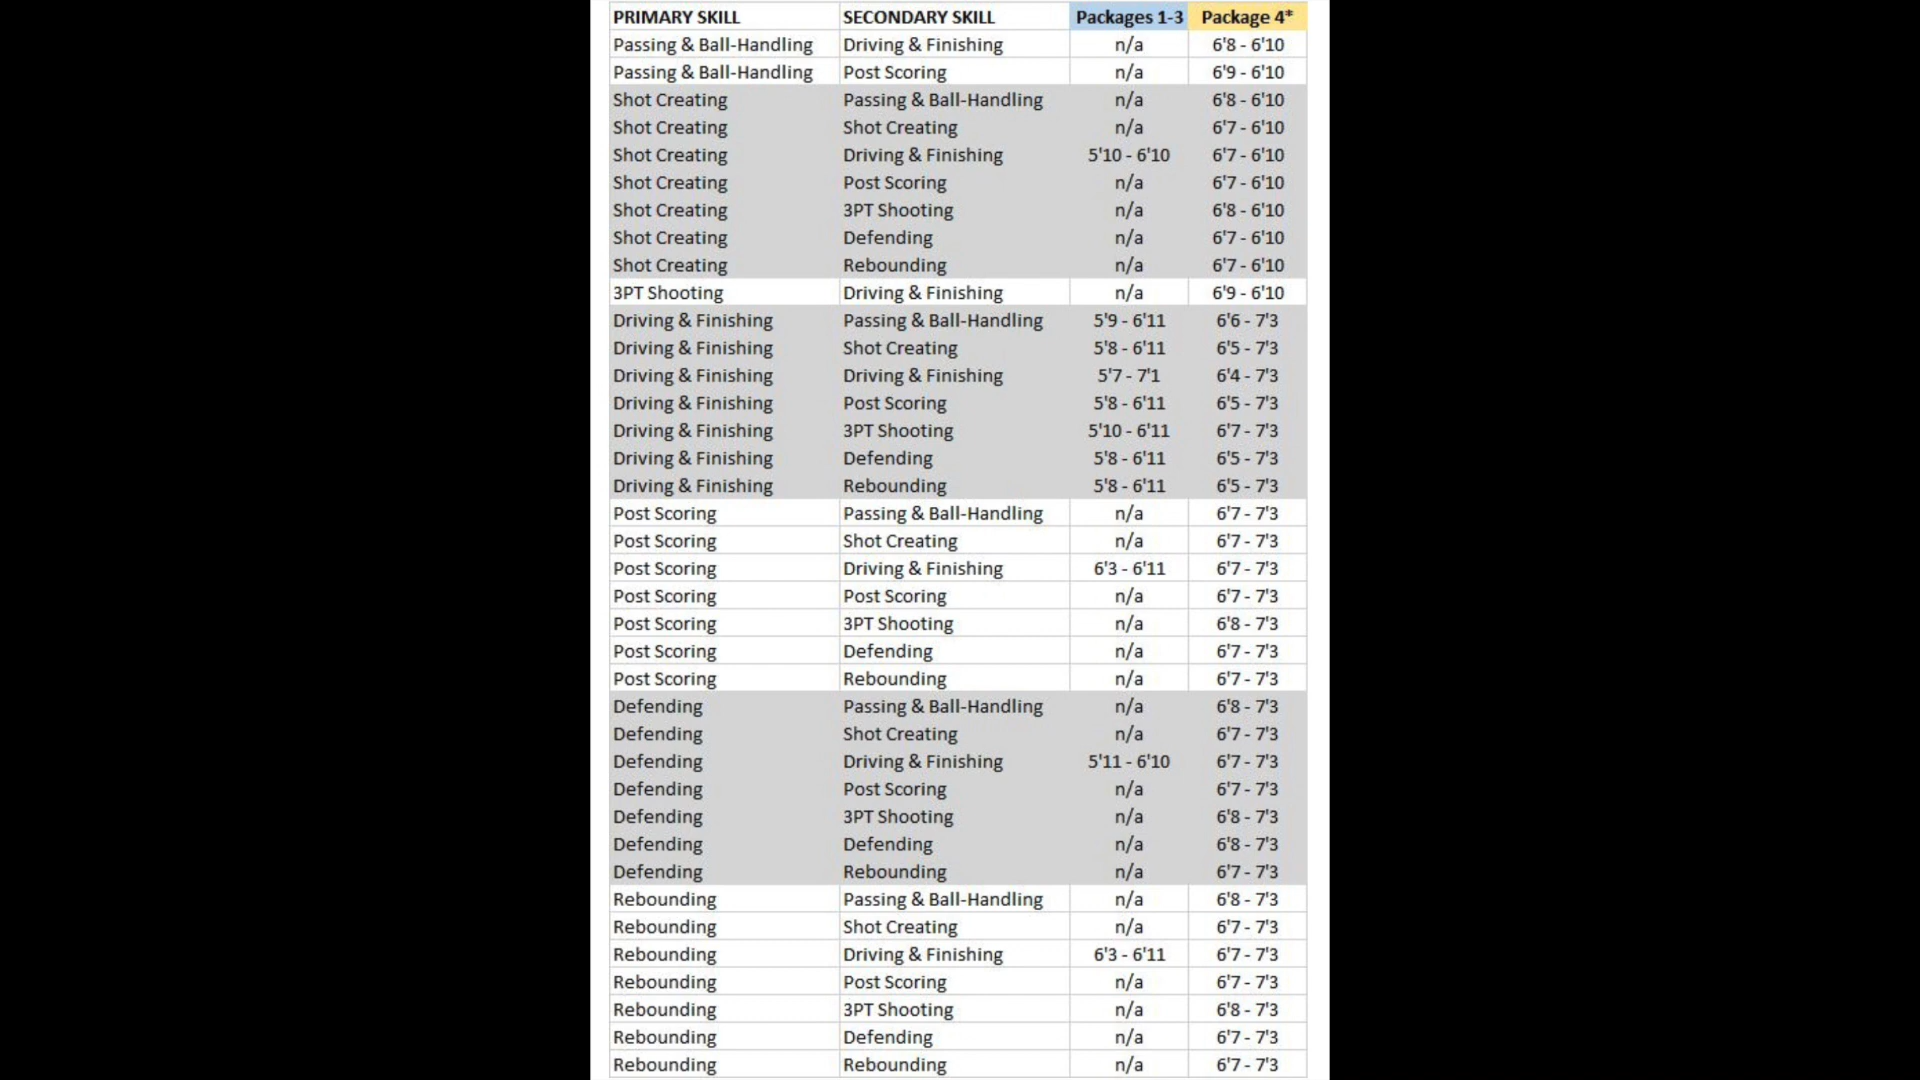 PRIMARY SKILL SECONDARY SKILL Packages 1-3 Package 4*
Passing & Ball-Handling Driving & Finishing n/a 6'8 - 6'10
Passing & Ball-Handling Post Scoring n/a 6'9 - 6'10
Shot Creating Passing & Ball-Handling n/a 6'8 - 6'10
Shot Creating Shot Creating n/a 6'7 - 6'10
Shot Creating Driving & Finishing 5'10 - 6'10 6'7 - 6'10
Shot Creating Post Scoring n/a 6'7 - 6'10
Shot Creating 3PT Shooting n/a 6'8 - 6'10
Shot Creating Defending n/a 6'7 - 6'10
Shot Creating Rebounding n/a 6'7 - 6'10
3PT Shooting Driving & Finishing n/a 6'9 - 6'10
Driving & Finishing Passing & Ball-Handling 5'9 - 6'11 6'6 - 7'3
Driving & Finishing Shot Creating 5'8 - 6'11 6'5 - 7'3
Driving & Finishing Driving & Finishing 5'7 - 7'1 6'4 - 7'3
Driving & Finishing Post Scoring 5'8 - 6'11 6'5 - 7'3
Driving & Finishing 3PT Shooting 5'10 - 6'11 6'7 - 7'3
Driving & Finishing Defending 5'8 - 6'11 6'5 - 7'3
Driving & Finishing Rebounding 5'8 - 6'11 6'5 - 7'3
Post Scoring Passing & Ball-Handling n/a 6'7 - 7'3
Post Scoring Shot Creating n/a 6'7 - 7'3
Post Scoring Driving & Finishing 6'3 - 6'11 6'7 - 7'3
Post Scoring Post Scoring n/a 6'7 - 7'3
Post Scoring 3PT Shooting n/a 6'8 - 7'3
Post Scoring Defending n/a 6'7 - 7'3
Post Scoring Rebounding n/a 6'7 - 7'3
Defending Passing & Ball-Handling n/a 6'8 - 7'3
Defending Shot Creating n/a 6'7 - 7'3
Defending Driving & Finishing 5'11 - 6'10 6'7 - 7'3
Defending Post Scoring n/a 6'7 - 7'3
Defending 3PT Shooting n/a 6'8 - 7'3
Defending Defending n/a 6'8 - 7'3
Defending Rebounding n/a 6'7 - 7'3
Rebounding Passing & Ball-Handling n/a 6'8 - 7'3
Rebounding Shot Creating n/a 6'7 - 7'3
Rebounding Driving & Finishing 6'3 - 6'11 6'7 - 7'3
Rebounding Post Scoring n/a 6'7 - 7'3
Rebounding 3PT Shooting n/a 6'8 - 7'3
Rebounding Defending n/a 6'7 - 7'3
Rebounding Rebounding n/a 6'7 - 7'3